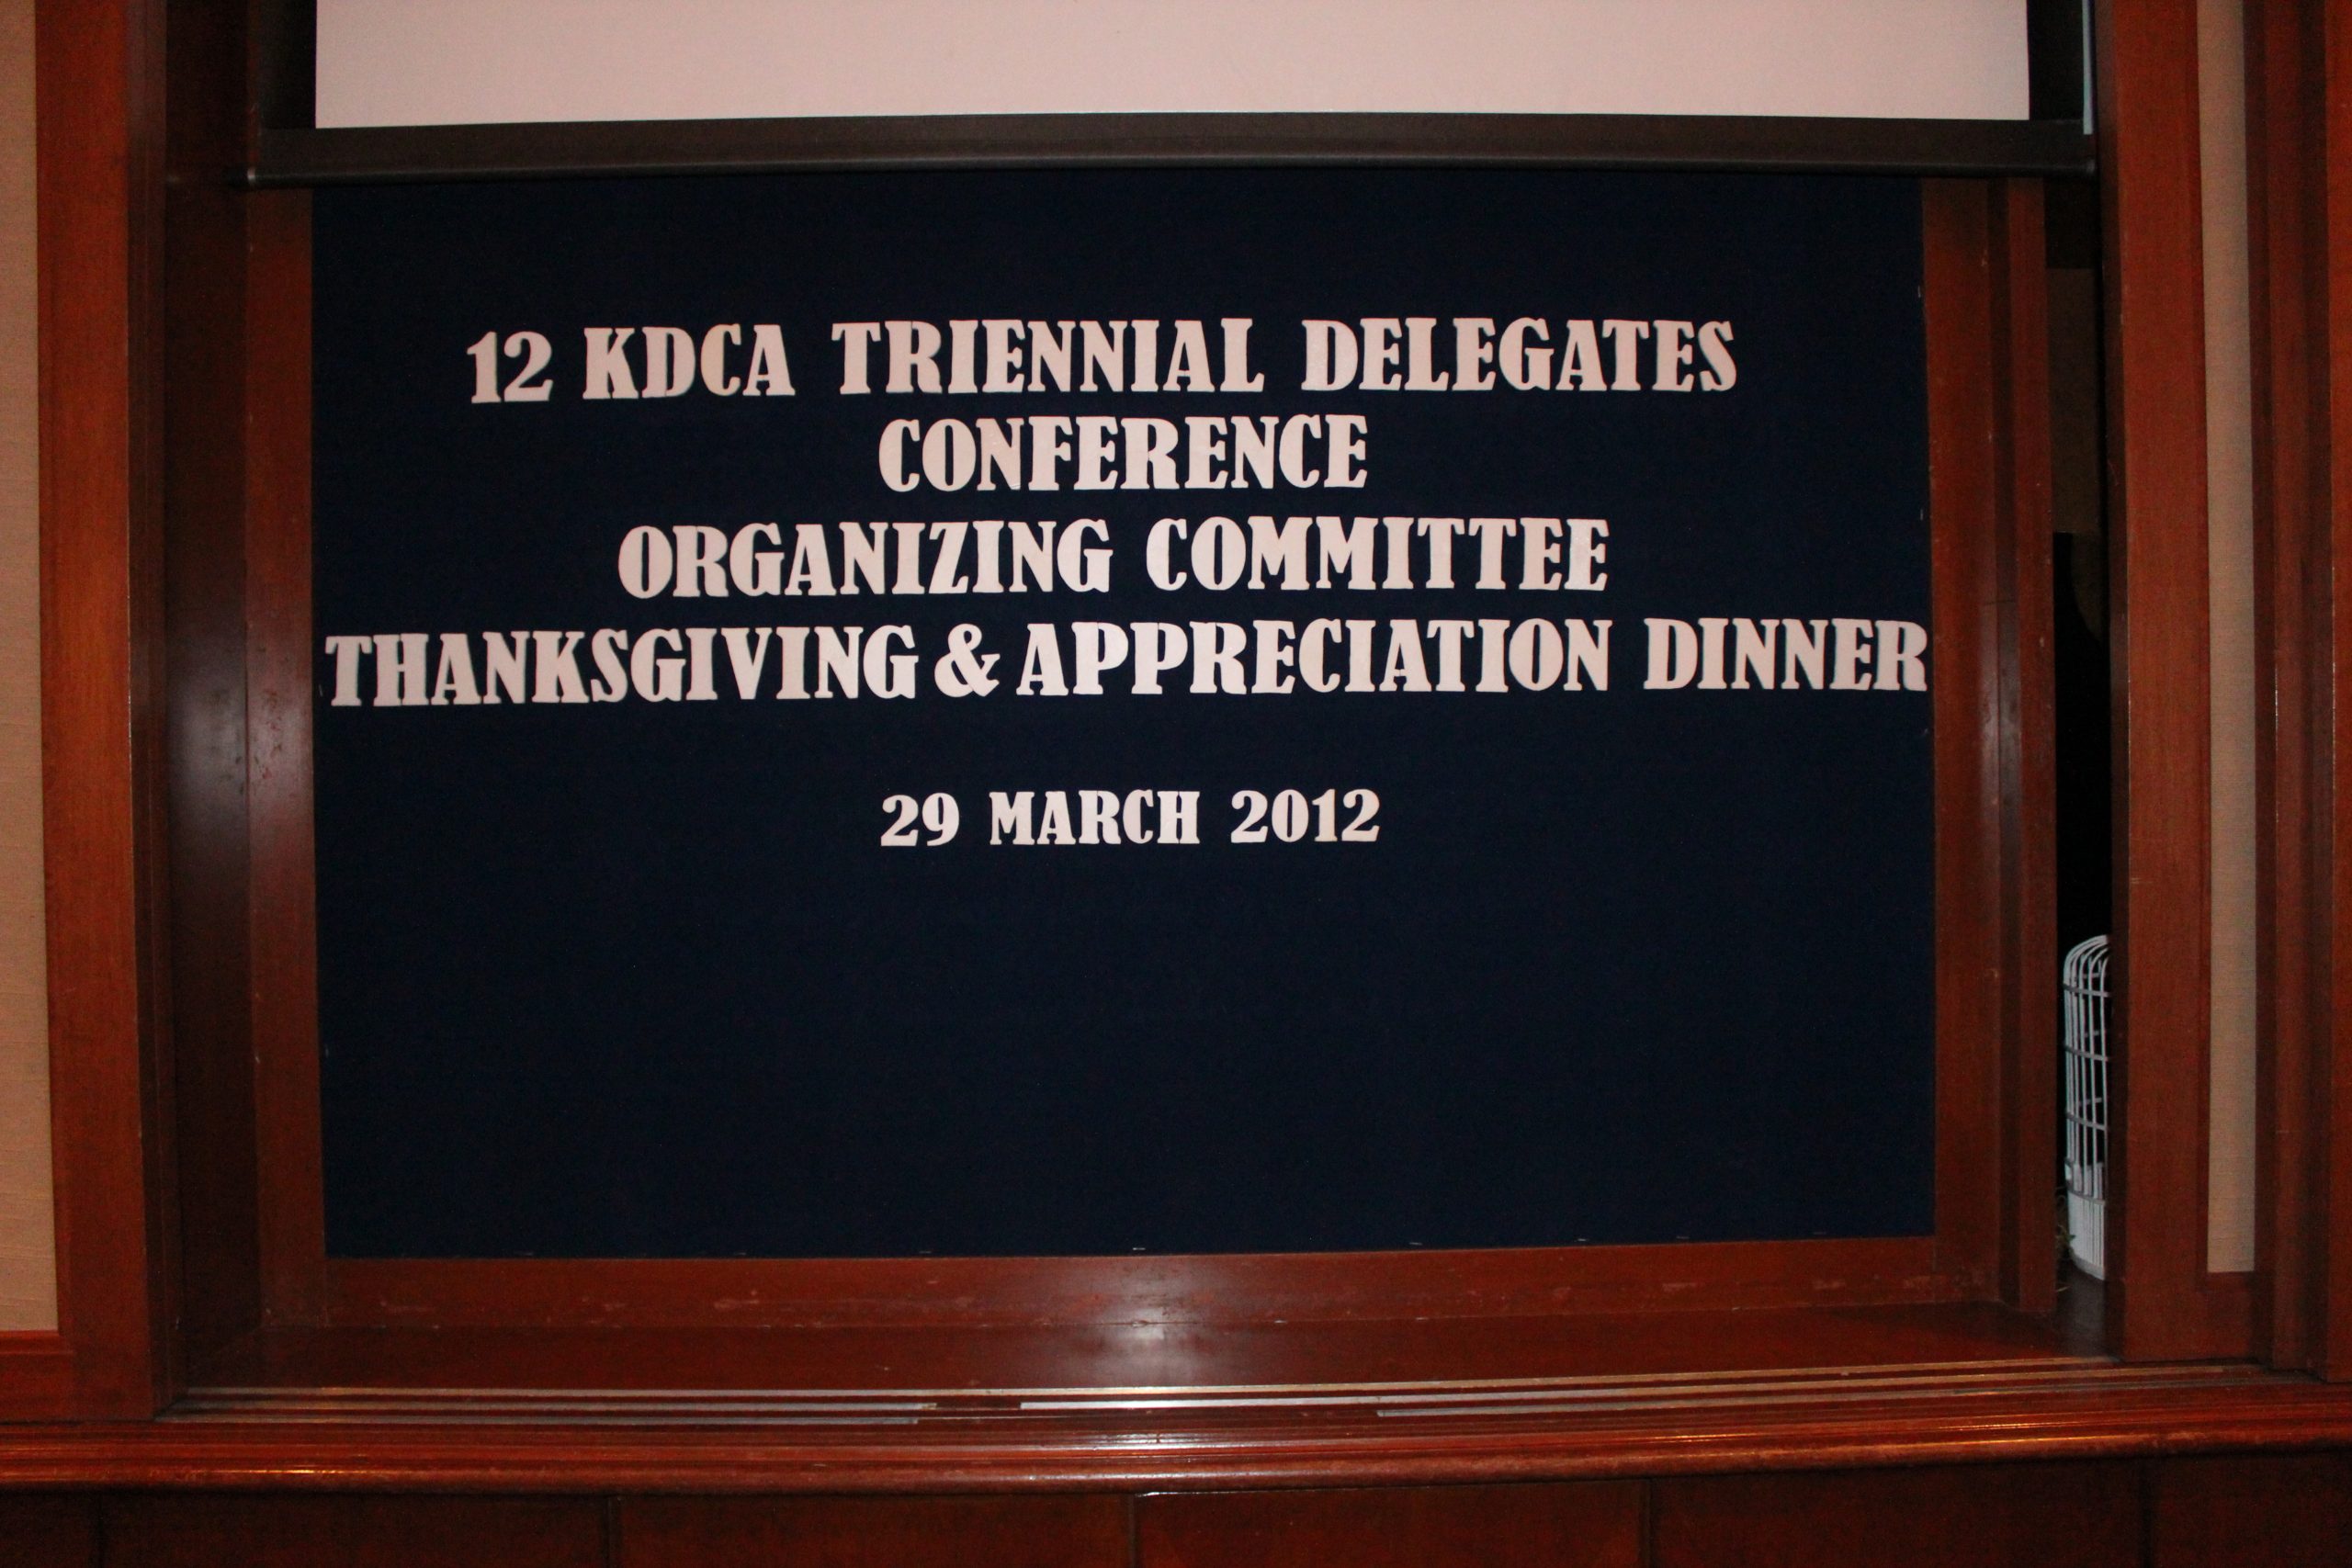 12 KDCA TRIENNIAL DELEGATES
CONFERENCE
ORGANIZING COMMITTEE
THANKSGIVING & APPRECIATION DINNER
29 MARCH 2012